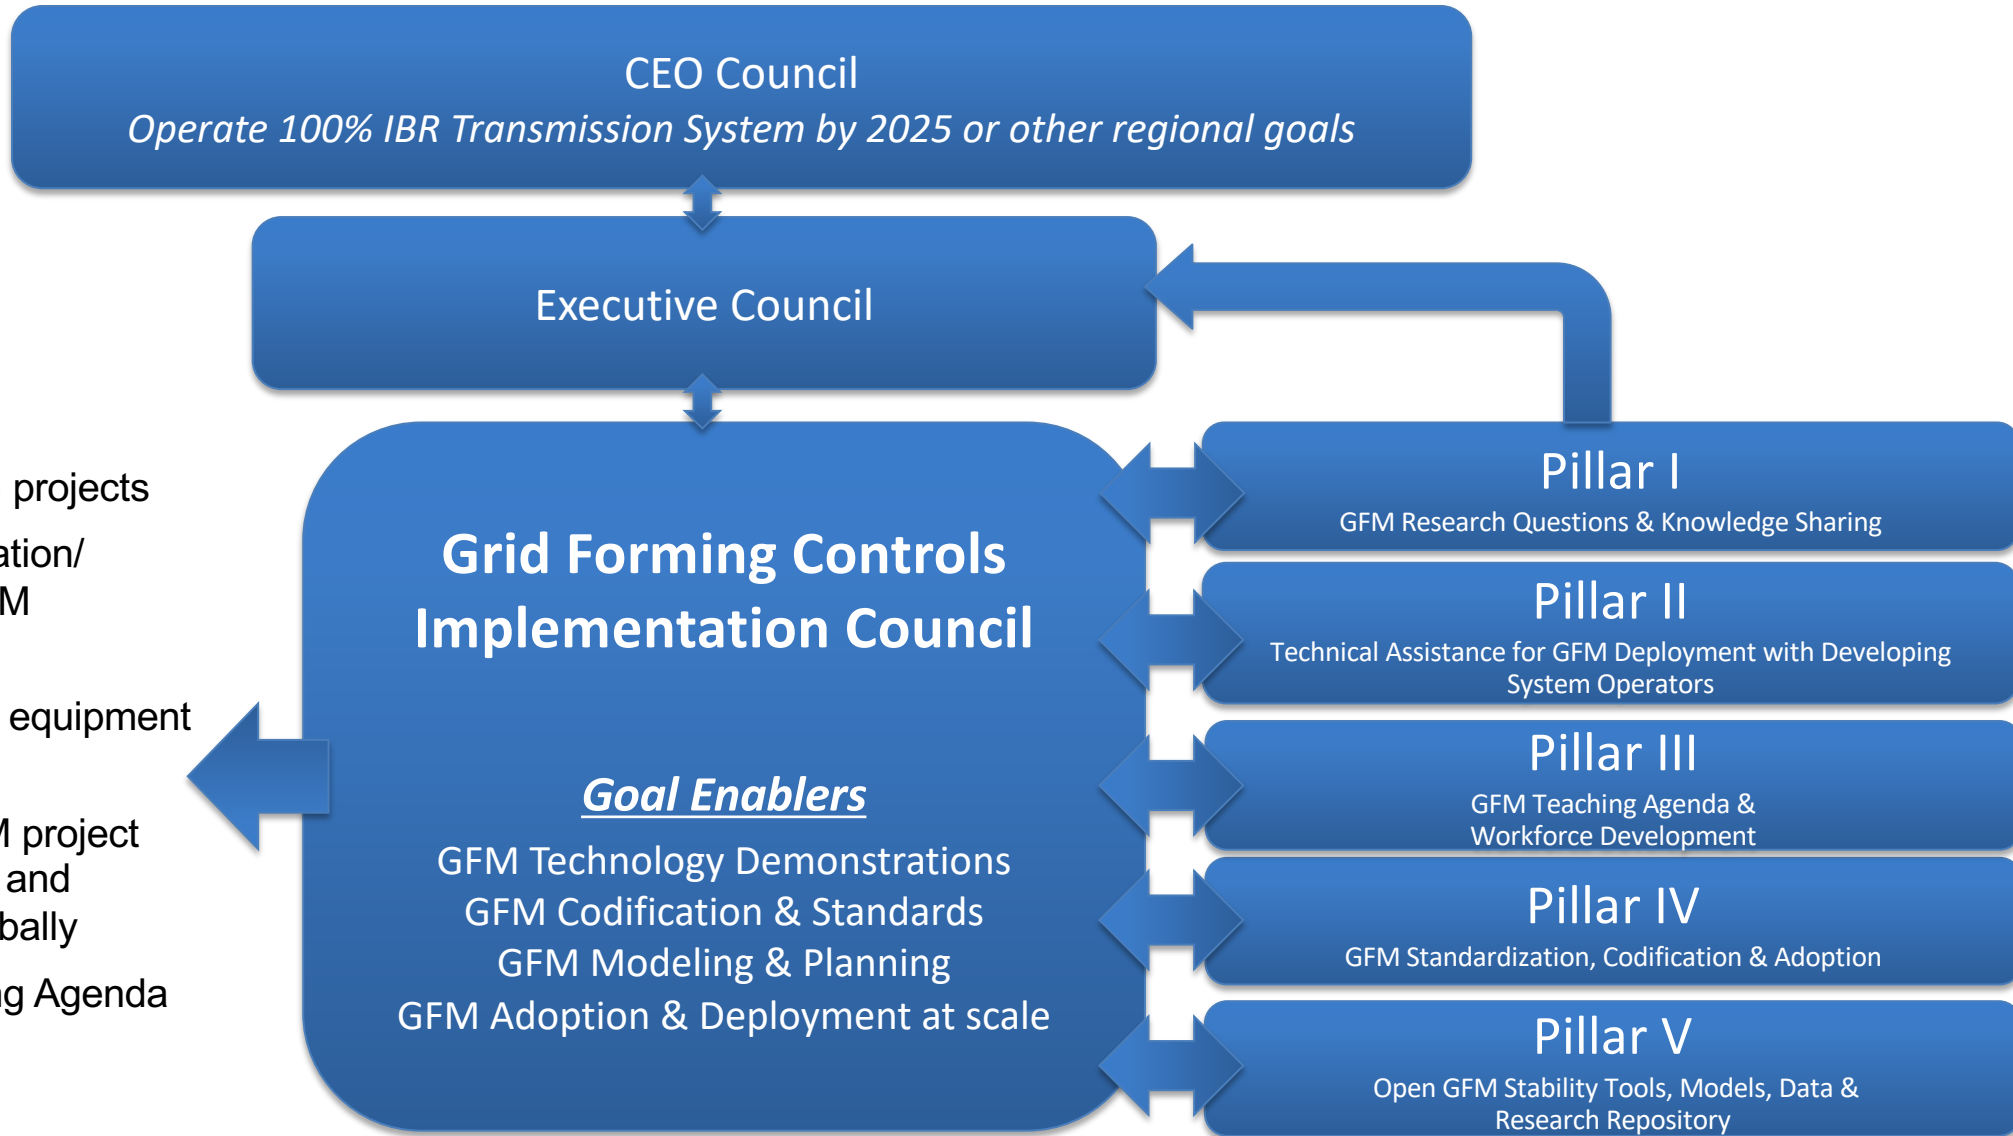 CEO Council
Operate 100% IBR Transmission System by 2025 or other regional goals
Executive Council
projects
ation/
M
equipment
M project
and
bally
ng Agenda
Grid Forming Controls
Implementation Council
Goal Enablers
GFM Technology Demonstrations
GFM Codification & Standards
GFM Modeling & Planning
GFM Adoption & Deployment at scale
Pillar I
GFM Research Questions & Knowledge Sharing
Pillar II
Technical Assistance for GFM Deployment with Developing
System Operators
Pillar III
GFM Teaching Agenda &
Workforce Development
Pillar IV
GFM Standardization, Codification & Adoption
Pillar V
Open GFM Stability Tools, Models, Data &
Research Repository